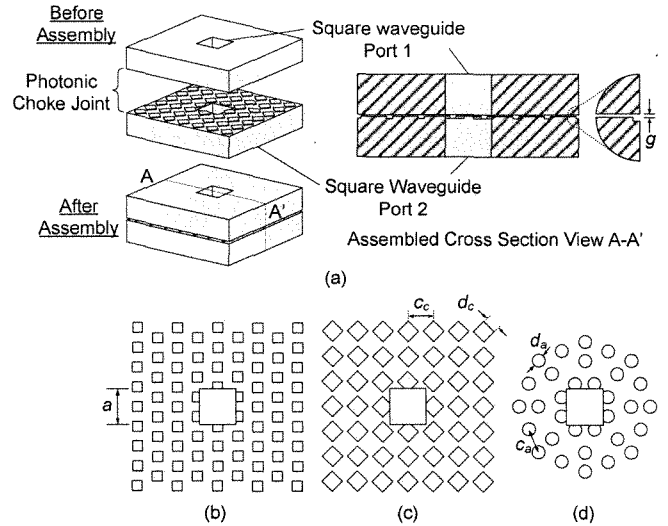 Before
Assembly
Square waveguide
Port 1
Photonic
Choke Joint
g
A
A'
After
Assembly
Square Waveguide
Port 2
Assembled Cross Section View A-A'
(a)
a
c_c
d_c
d_a
c_a
(b)
(c)
(d)